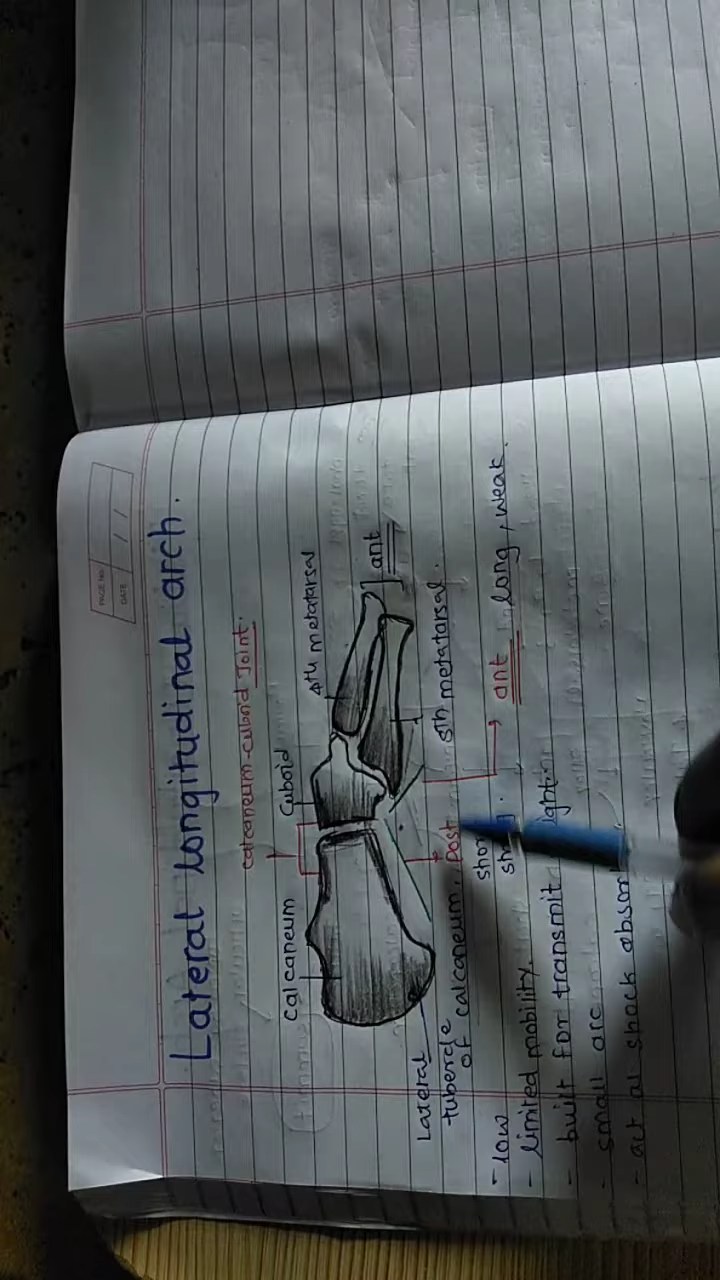 PAGE NO.
DATE
Lateral longitudinal arch.
calcaneum-cuboid Joint.
calcaneum
Cuboid
4th metatarsal
ant
5th metatarsal.
Lateral
tubercle
of calcaneum.
Post
ant long, weak.
- low
- limited mobility.
- built for transmit
- small arc
- act al shock absor